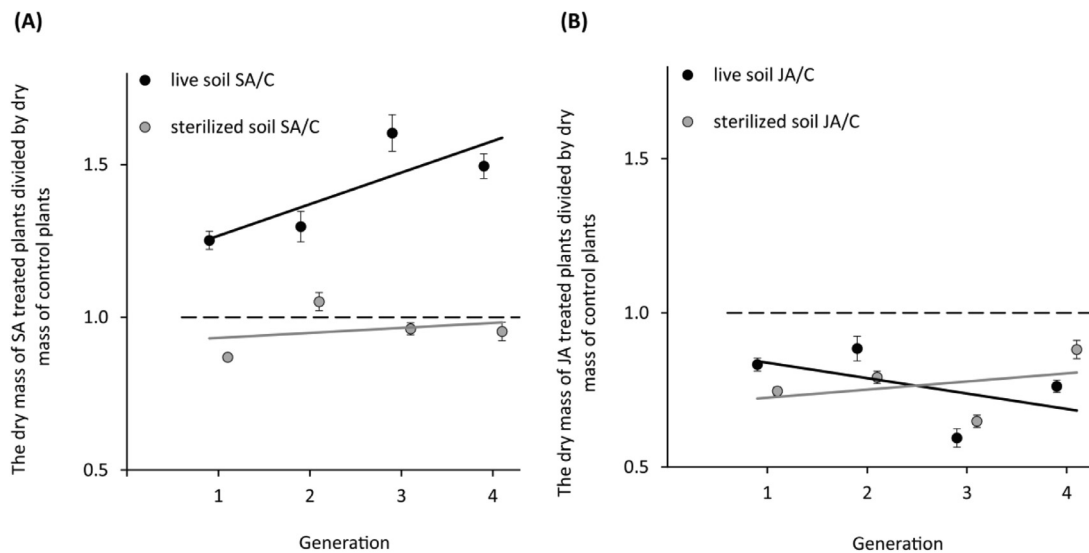 (A)
The dry mass of SA treated plants divided by dry
mass of control plants
live soil SA/C
sterilized soil SA/C
1.5
1.0
0.5
1 2 3 4
Generation
(B)
The dry mass of JA treated plants divided by dry
mass of control plants
live soil JA/C
sterilized soil JA/C
1.5
1.0
0.5
1 2 3 4
Generation